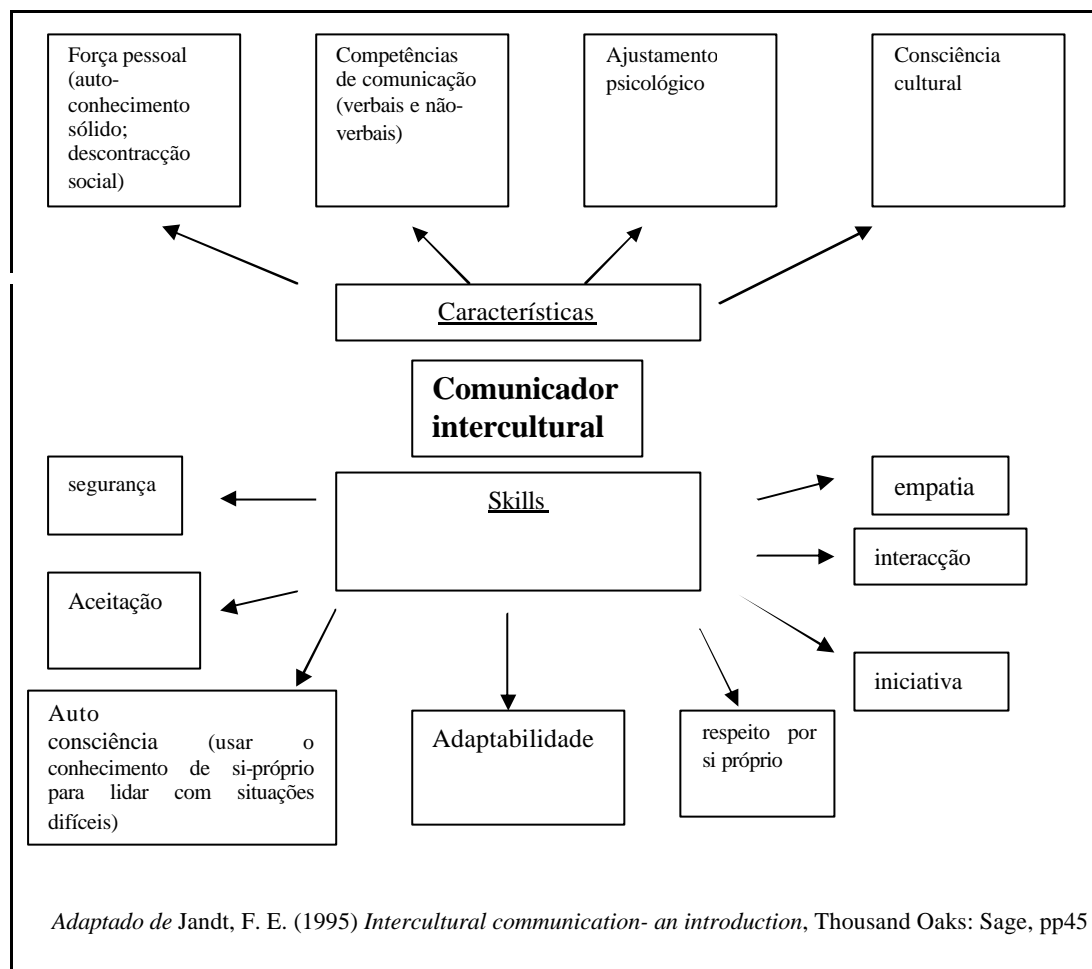 Força pessoal
(auto-
conhecimento
sólido;
descontracção
social)
Competências
de comunicação
(verbais e não-
verbais)
Ajustamento
psicológico
Consciência
cultural
Característícas
Comunicador
intercultural
segurança
Skills
empatia
interacção
Aceitação
iniciativa
Auto
consciência (usar o
conhecimento de si-próprio
para lidar com situações
difíceis)
Adaptabilidade
respeito por
si próprio
Adaptado de Jandt, F. E. (1995) Intercultural communication- an introduction, Thousand Oaks: Sage, pp45